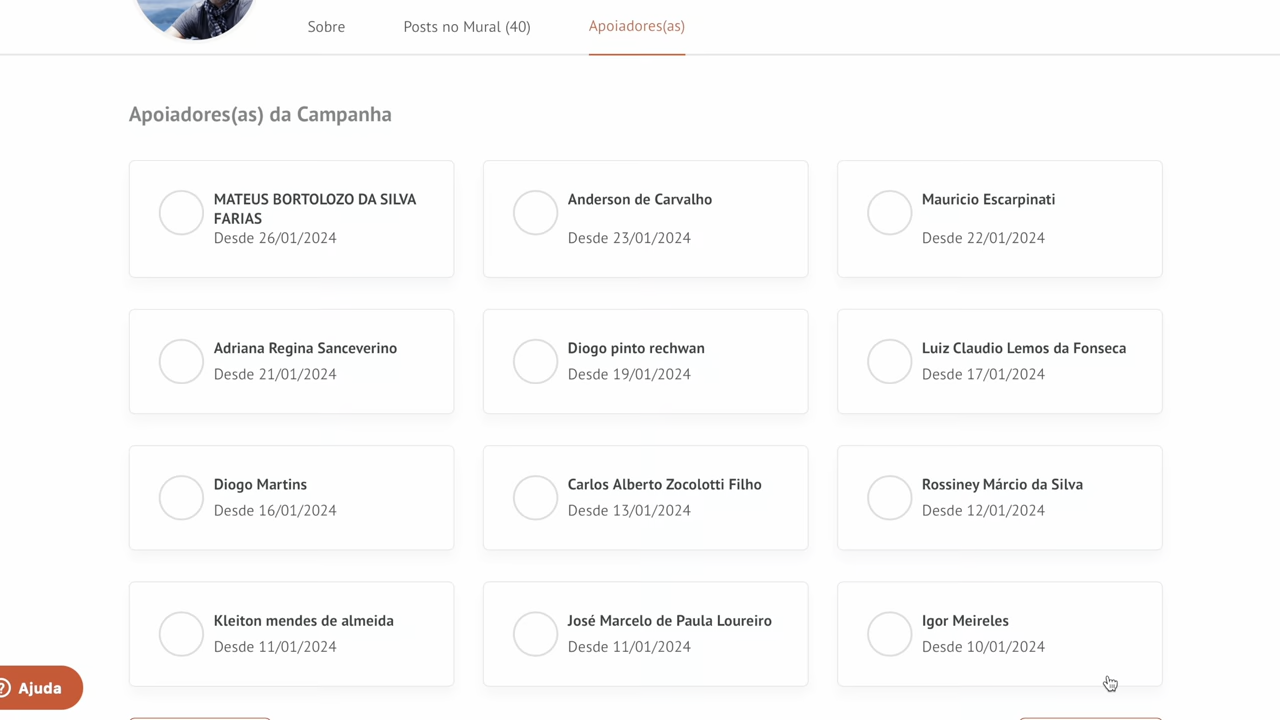 Sobre
Posts no Mural (40)
Apoiadores(as)
Apoiadores(as) da Campanha
MATEUS BORTOLOZO DA SILVA
FARIAS
Desde 26/01/2024
Anderson de Carvalho
Desde 23/01/2024
Mauricio Escarpinati
Desde 22/01/2024
Adriana Regina Sanceverino
Desde 21/01/2024
Diogo pinto rechwan
Desde 19/01/2024
Luiz Claudio Lemos da Fonseca
Desde 17/01/2024
Diogo Martins
Desde 16/01/2024
Carlos Alberto Zocolotti Filho
Desde 13/01/2024
Rossiney Márcio da Silva
Desde 12/01/2024
Kleiton mendes de almeida
Desde 11/01/2024
José Marcelo de Paula Loureiro
Desde 11/01/2024
Igor Meireles
Desde 10/01/2024
Ajuda